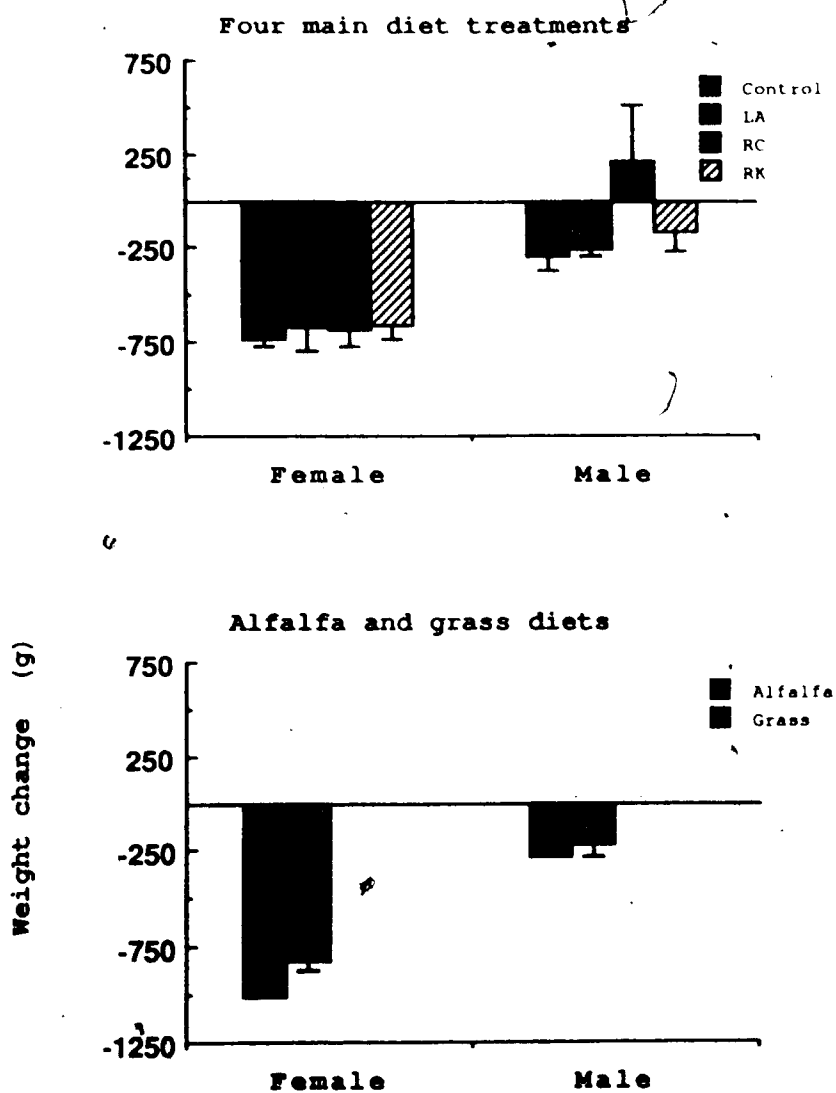 Four main diet treatments
750
250
-250
-750
-1250
Control
LA
RC
RK
Female Male
Alfalfa and grass diets
Weight change (g)
750
250
-250
-750
-1250
Alfalfa
Grass
Female Male